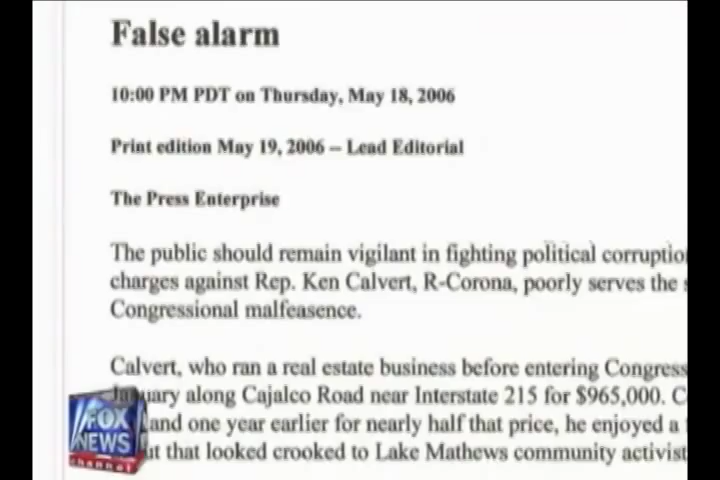 False alarm
10:00 PM PDT on Thursday, May 18, 2006
Print edition May 19, 2006 – Lead Editorial
The Press Enterprise
The public should remain vigilant in fighting political
charges against Rep. Ken Calvert, R-Corona, poorly serves the
Congressional malfeasence.
Calvert, who ran a real estate business before entering
along Cajalco Road near Interstate 215 for $965,000.
and one year earlier for nearly half that price, he enjoyed a
that looked crooked to Lake Mathews community
FOX
NEWS
channel